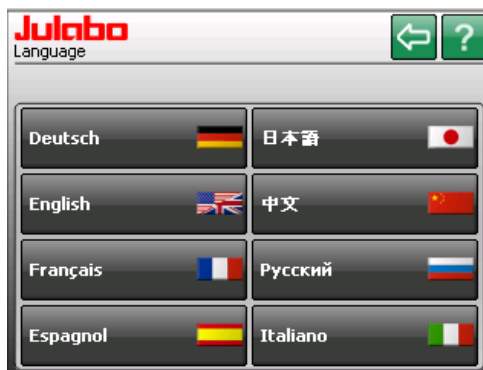 Julabo
Language
?
Deutsch
日本語
English
中文
Français
Русский
Espagnol
Italiano